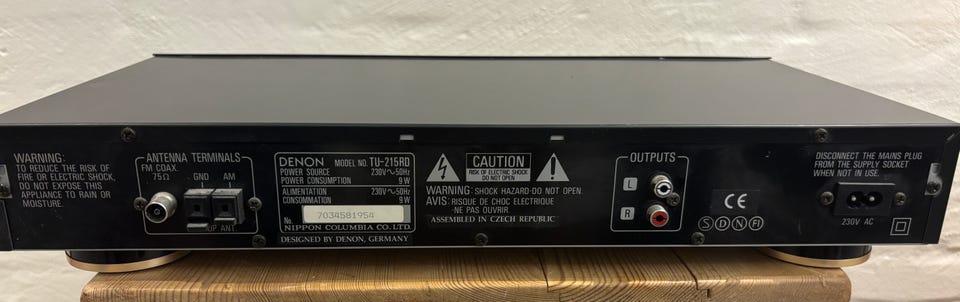 WARNING:
TO REDUCE THE RISK OF
FIRE OR ELECTRIC SHOCK,
DO NOT EXPOSE THIS
APPLIANCE TO RAIN OR
MOISTURE.
ANTENNA TERMINALS
FM COAX.
75Ω
GND AM
OP ANT.
DENON MODEL NO. TU-215RD
POWER SOURCE 230V~50Hz
POWER CONSUMPTION 9W
ALIMENTATION 230V~50Hz
CONSOMMATION 9W
No. 7034581954
NIPPON COLUMBIA CO.LTD.
DESIGNED BY DENON, GERMANY
CAUTION
RISK OF ELECTRIC SHOCK
DO NOT OPEN
WARNING: SHOCK HAZARD-DO NOT OPEN.
AVIS: RISQUE DE CHOC ELECTRIQUE
-NE PAS OUVRIR
ASSEMBLED IN CZECH REPUBLIC
OUTPUTS
L
R
CE
S D N FI
DISCONNECT THE MAINS PLUG
FROM THE SUPPLY SOCKET
WHEN NOT IN USE.
230V AC